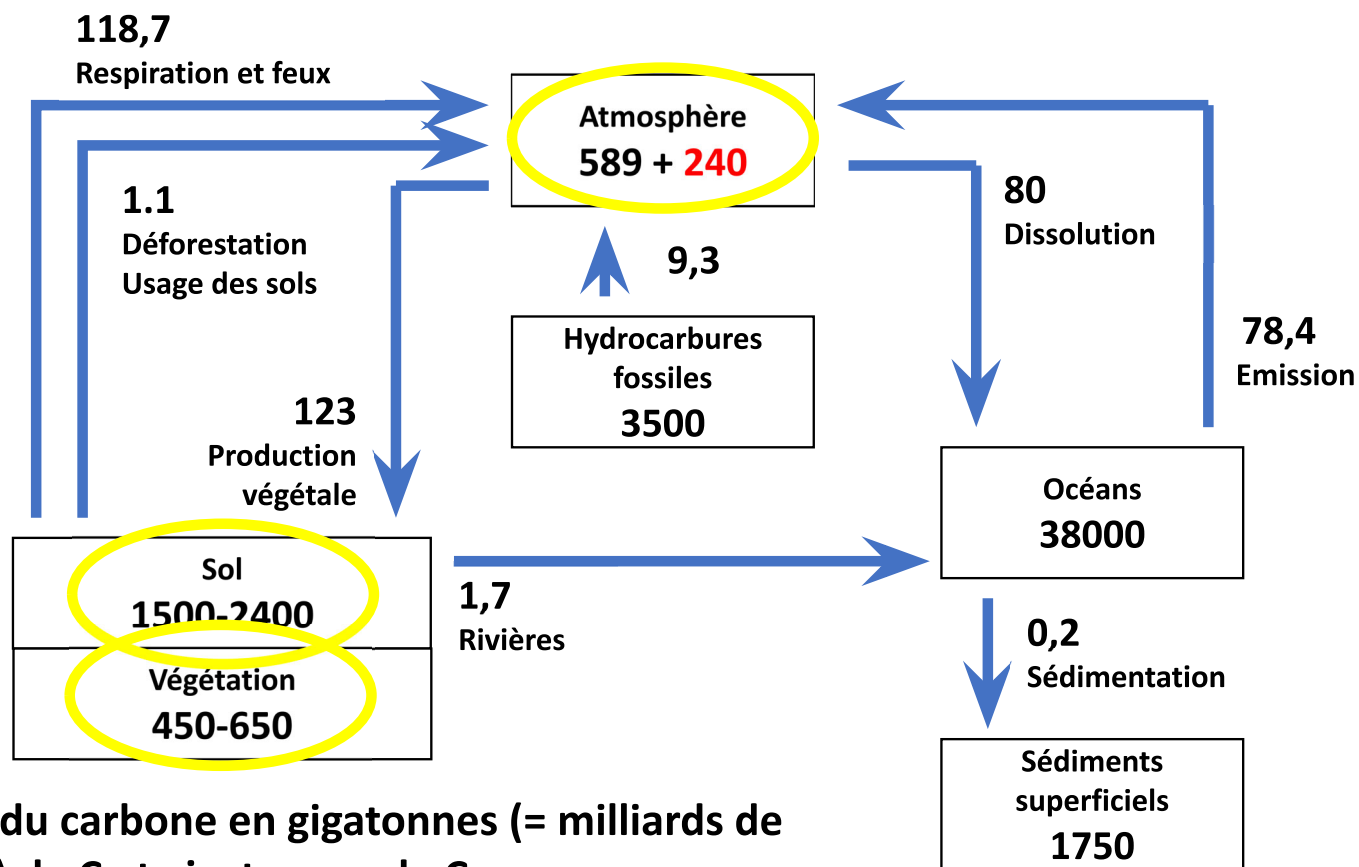 118,7
Respiration et feux
Atmosphère
589 + 240
1.1
Déforestation
Usage des sols
80
Dissolution
9,3
Hydrocarbures
fossiles
3500
78,4
Emission
123
Production
végétale
Océans
38000
Sol
1500-2400
1,7
Rivières
0,2
Sédimentation
Végétation
450-650
Sédiments
superficiels
1750
du carbone en gigatonnes (= milliards de